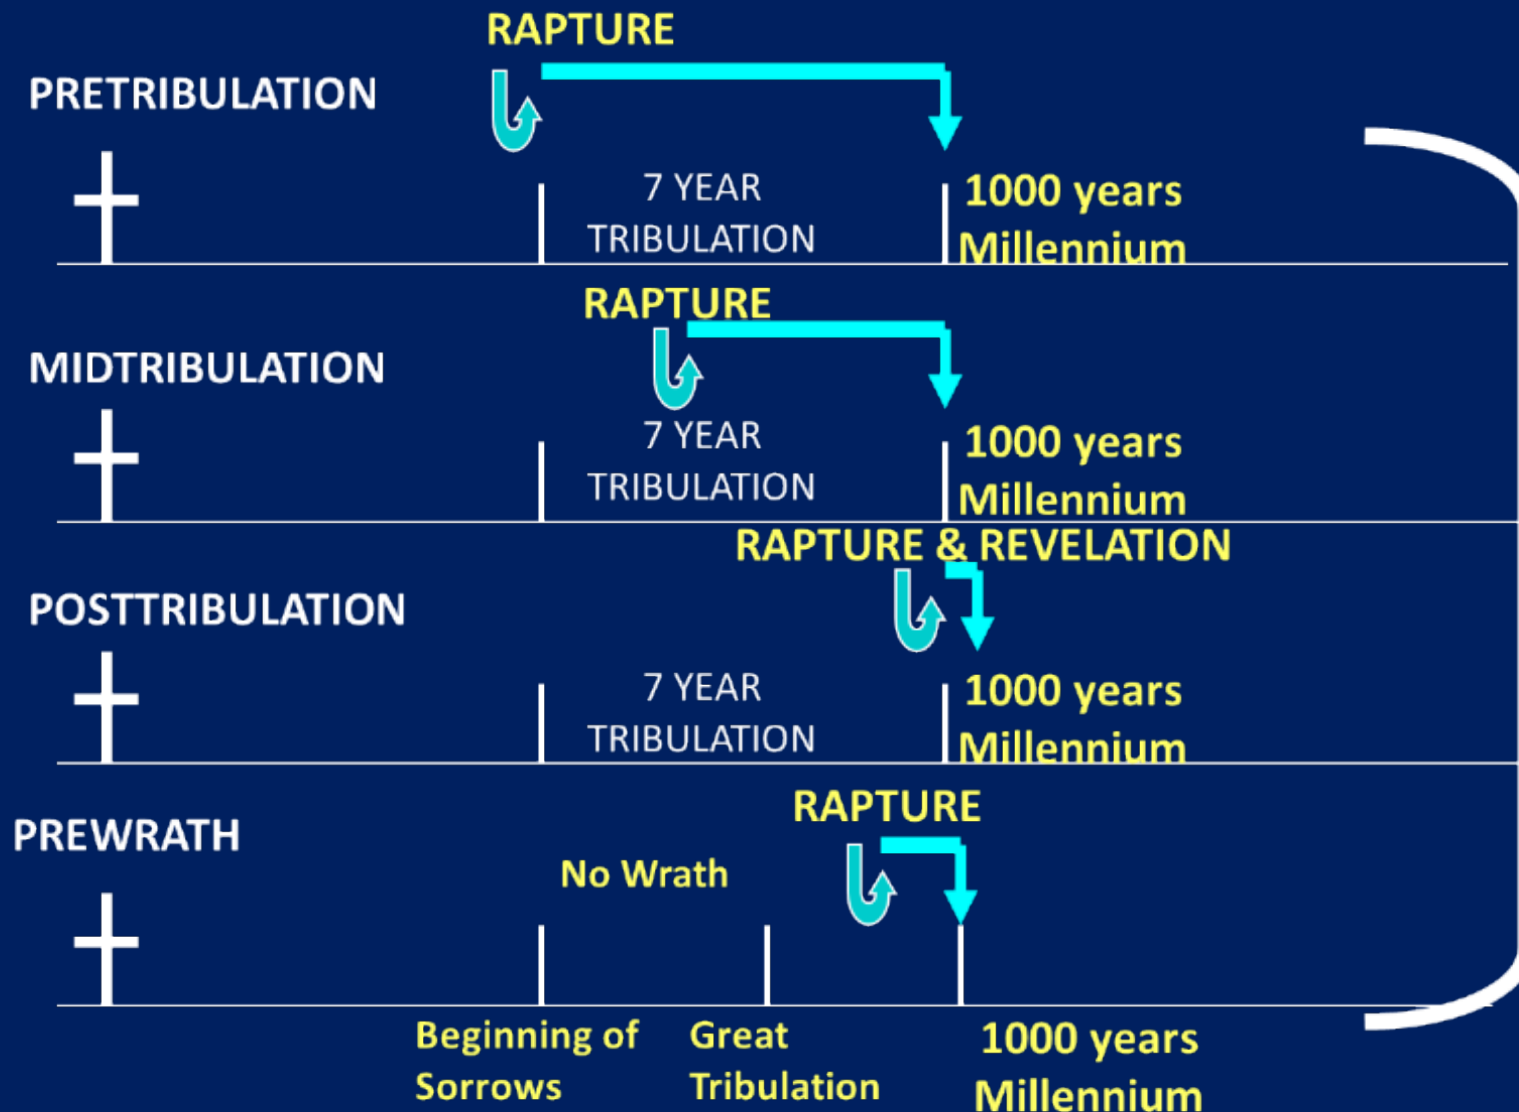 RAPTURE
PRETRIBULATION
7 YEAR
TRIBULATION
1000 years
Millennium
RAPTURE
MIDTRIBULATION
7 YEAR
TRIBULATION
1000 years
Millennium
RAPTURE & REVELATION
POSTTRIBULATION
7 YEAR
TRIBULATION
1000 years
Millennium
RAPTURE
PREWRATH
No Wrath
Beginning of
Sorrows
Great
Tribulation
1000 years
Millennium